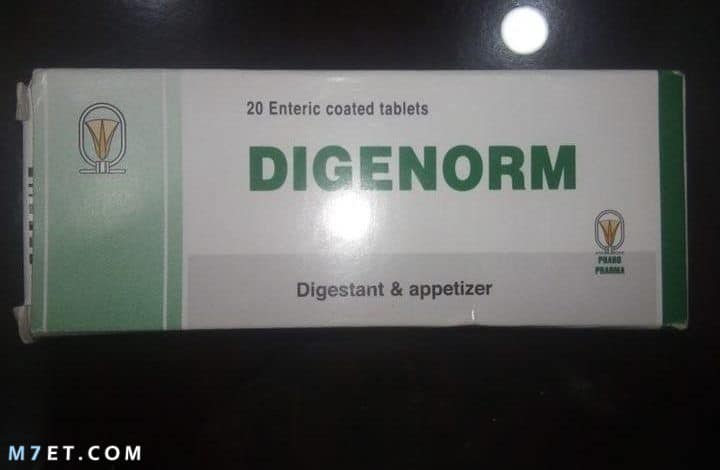 20 Enteric coated tablets
DIGENORM
PHARO
PHARMA
Digestant & appetizer
M7ET.COM